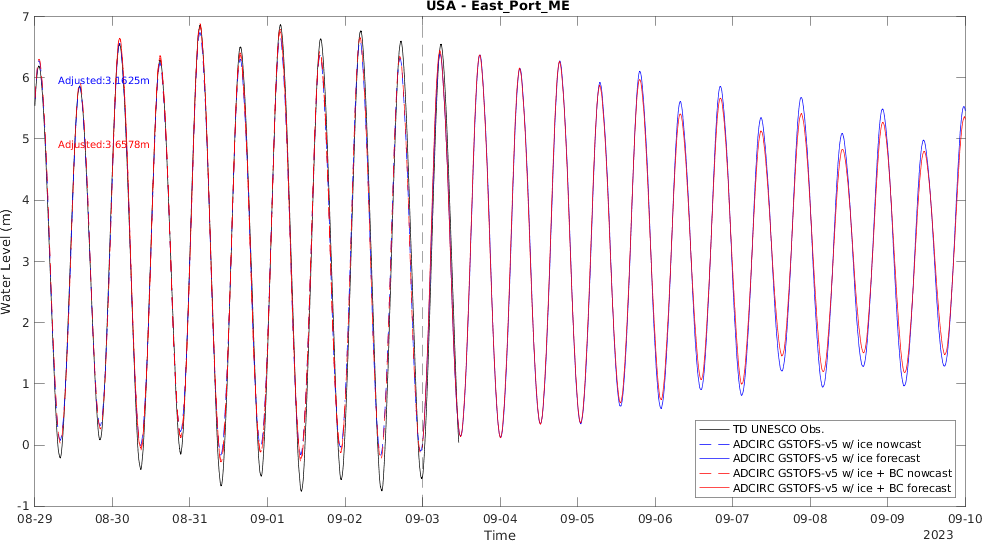 USA - East_Port_ME
7
6
5
4
3
2
1
0
-1
Water Level (m)
Adjusted:3.1625m
Adjusted:3.6578m
TD UNESCO Obs.
ADCIRC GSTOFS-v5 w/ ice nowcast
ADCIRC GSTOFS-v5 w/ ice forecast
ADCIRC GSTOFS-v5 w/ ice + BC nowcast
ADCIRC GSTOFS-v5 w/ ice + BC forecast
08-29 08-30 08-31 09-01 09-02 09-03 09-04 09-05 09-06 09-07 09-08 09-09 09-10
Time
2023